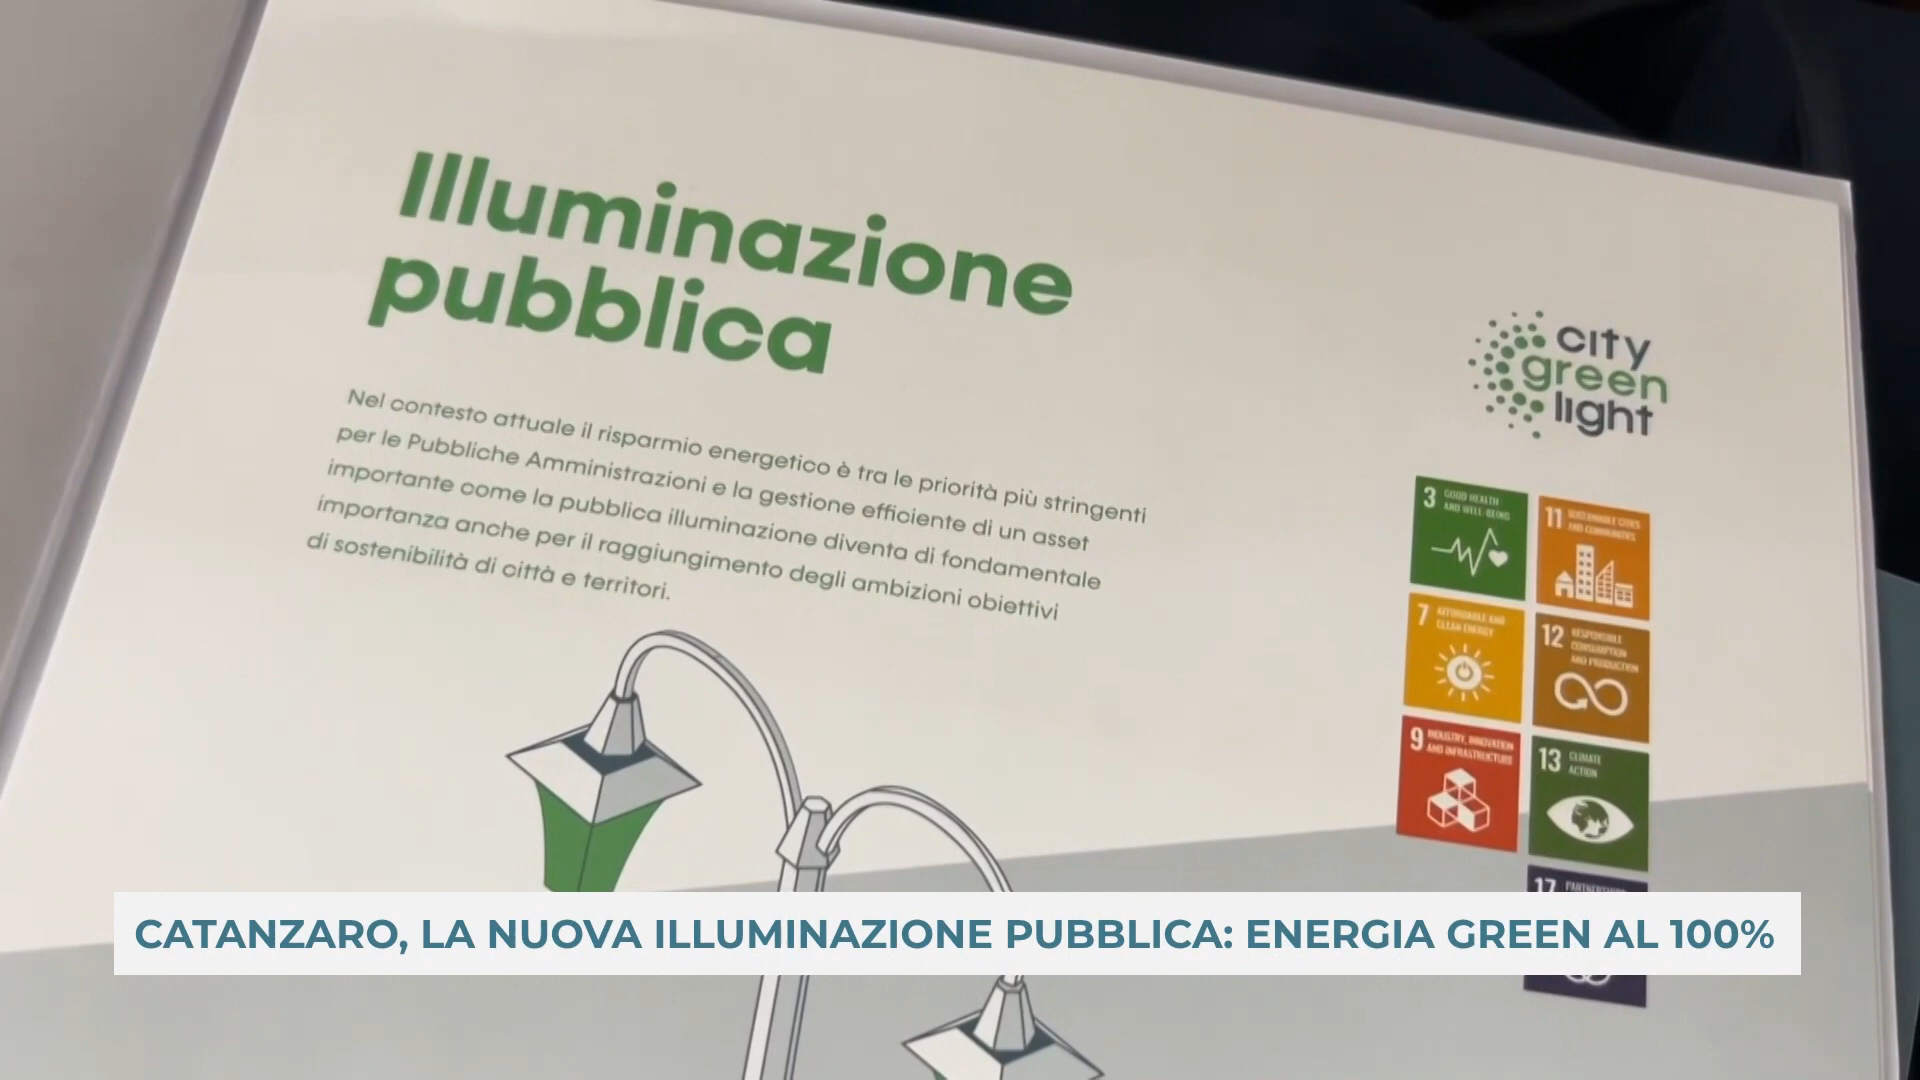 Illuminazione
pubblica
Nel contesto attuale il risparmio energetico è tra le priorità più stringenti
per le Pubbliche Amministrazioni e la gestione efficiente di un asset
importante come la pubblica illuminazione diventa di fondamentale
importanza anche per il raggiungimento degli ambiziosi obiettivi
di sostenibilità di città e territori.
city
green
light
3 GOOD HEALTH
AND WELL-BEING
11 SUSTAINABLE CITIES
AND COMMUNITIES
7 AFFORDABLE AND
CLEAN ENERGY
12 RESPONSIBLE
CONSUMPTION
AND PRODUCTION
9 INDUSTRY, INNOVATION
AND INFRASTRUCTURE
13 CLIMATE
ACTION
17
CATANZARO, LA NUOVA ILLUMINAZIONE PUBBLICA: ENERGIA GREEN AL 100%